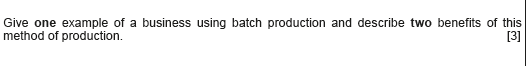 Give one example of a business using batch production and describe two benefits of this
method of production. [3]